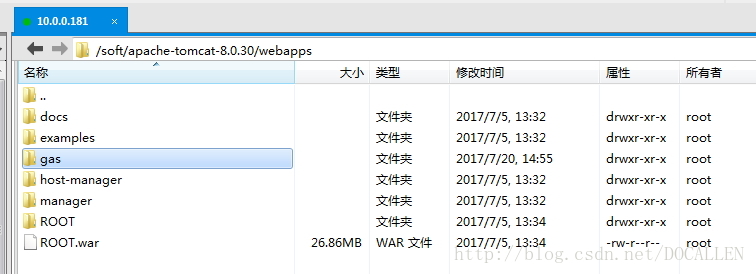 10.0.0.181 ×
/soft/apache-tomcat-8.0.30/webapps
名称 大小 类型 修改时间 属性 所有者
..
docs 文件夹 2017/7/5, 13:32 drwxr-xr-x root
examples 文件夹 2017/7/5, 13:32 drwxr-xr-x root
gas 文件夹 2017/7/20, 14:55 drwxr-xr-x root
host-manager 文件夹 2017/7/5, 13:32 drwxr-xr-x root
manager 文件夹 2017/7/5, 13:32 drwxr-xr-x root
ROOT 文件夹 2017/7/5, 13:34 drwxr-xr-x root
ROOT.war 26.86MB WAR 文件 2017/7/5, 13:34 -rw-r--r-- root
http://blog.csdn.net/DOCALLEN